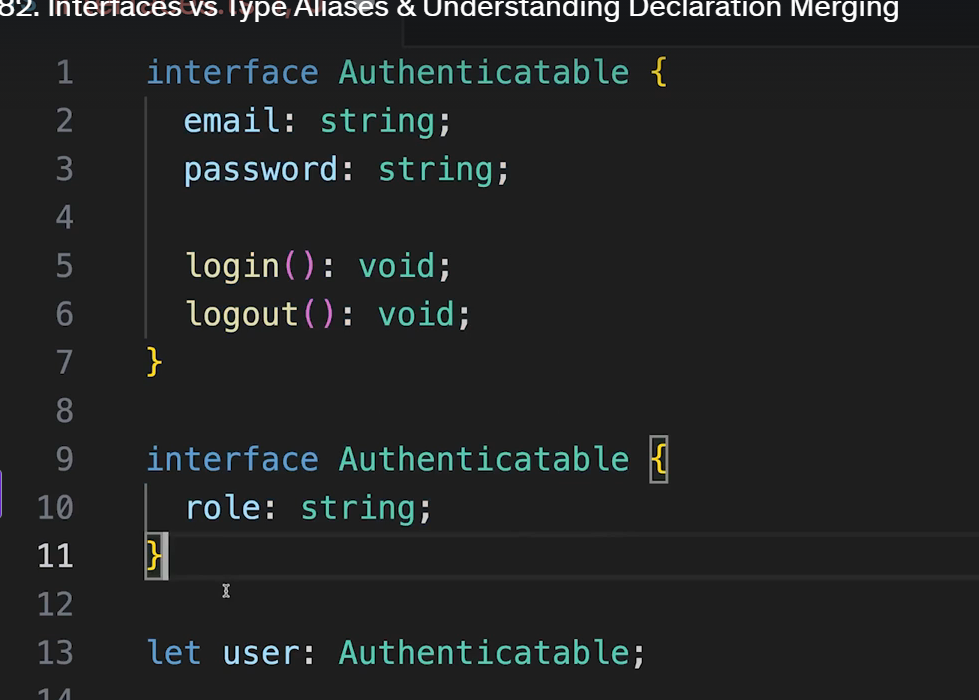 82. Interfaces vs Type Aliases & Understanding Declaration Merging
1 interface Authenticatable {
2   email: string;
3   password: string;
4
5   login(): void;
6   logout(): void;
7 }
8
9 interface Authenticatable {
10   role: string;
11 }
12
13 let user: Authenticatable;
14